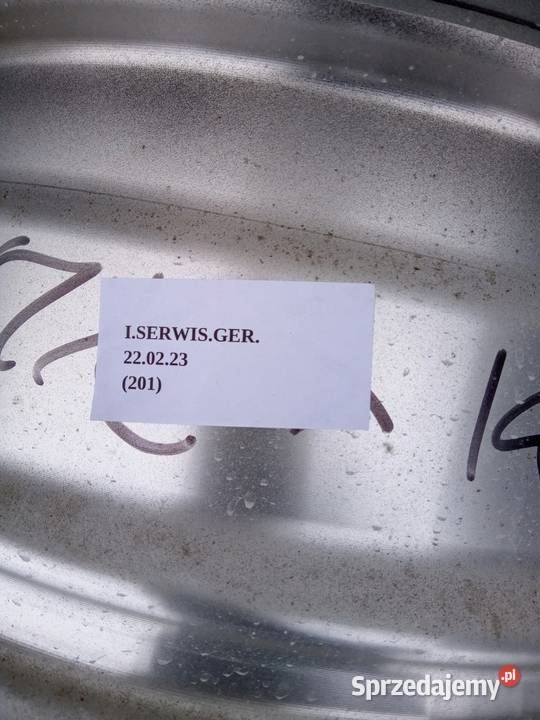 I.SERWIS.GER.
22.02.23
(201)
Sprzedajemy.pl